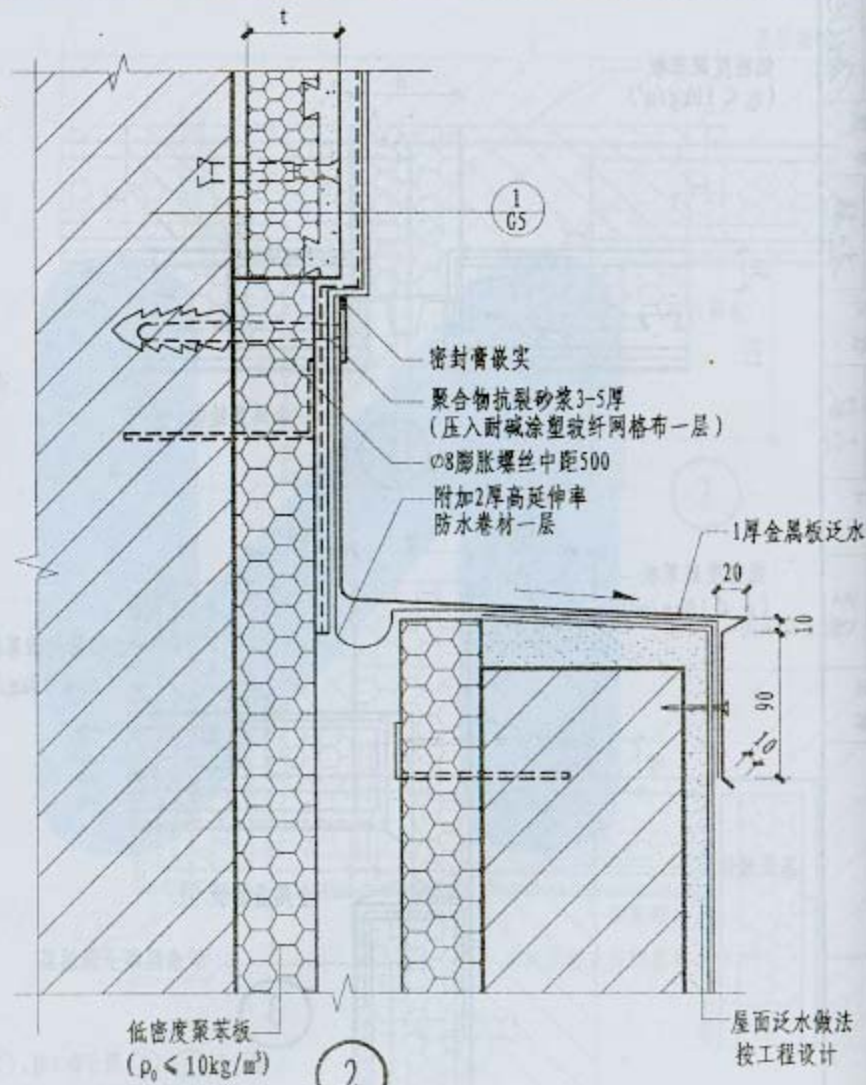 t
1
G5
密封膏嵌实
聚合物抗裂砂浆3-5厚
(压入耐碱涂塑玻纤网格布一层)
∅8膨胀螺丝中距500
附加2厚高延伸率
防水卷材一层
1厚金属板泛水
20
10
90
10
低密度聚苯板
(ρ₀≤10kg/m³)
2
屋面泛水做法
按工程设计